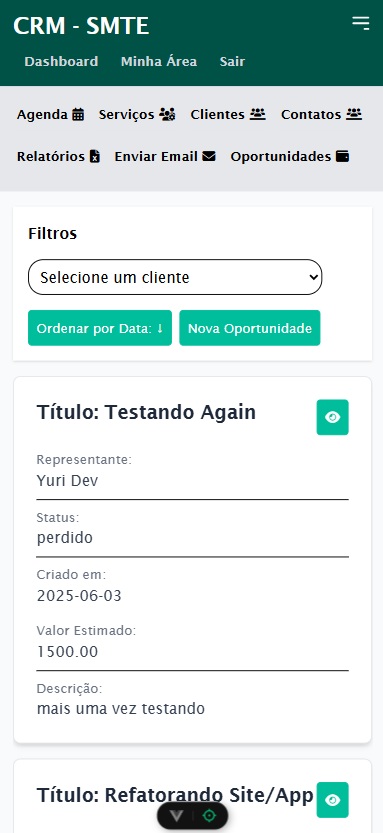 CRM - SMTE
Dashboard Minha Área Sair
Agenda Serviços Clientes Contatos
Relatórios Enviar Email Oportunidades
Filtros
Selecione um cliente
Ordenar por Data: ↓ Nova Oportunidade
Título: Testando Again
Representante:
Yuri Dev
Status:
perdido
Criado em:
2025-06-03
Valor Estimado:
1500.00
Descrição:
mais uma vez testando
Título: Refatorando Site/App